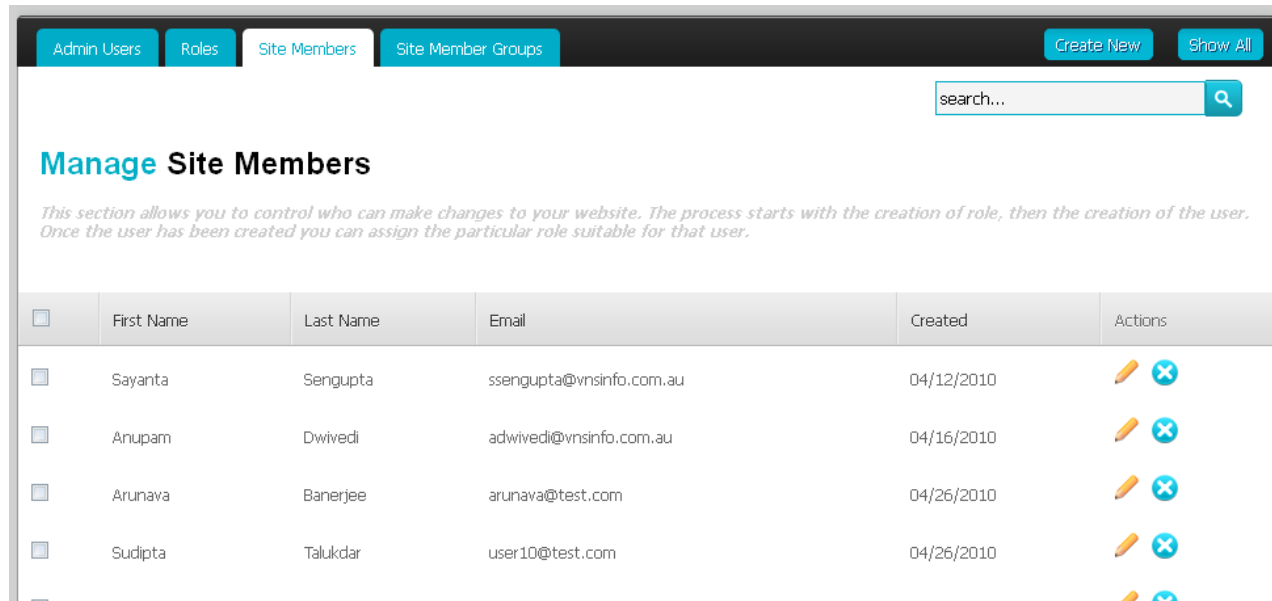 Admin Users Roles Site Members Site Member Groups Create New Show All
search...
Manage Site Members
This section allows you to control who can make changes to your website. The process starts with the creation of role, then the creation of the user.
Once the user has been created you can assign the particular role suitable for that user.
First Name Last Name Email Created Actions
Sayanta Sengupta ssengupta@vnsinfo.com.au 04/12/2010
Anupam Dwivedi adwivedi@vnsinfo.com.au 04/16/2010
Arunava Banerjee arunava@test.com 04/26/2010
Sudipta Talukdar user10@test.com 04/26/2010